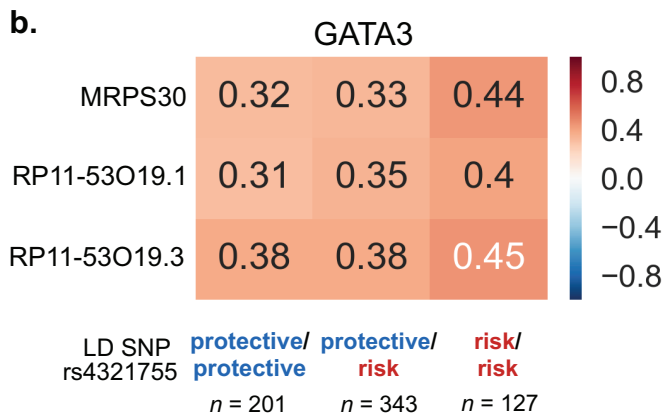 b.
GATA3
MRPS30 0.32 0.33 0.44
RP11-53O19.1 0.31 0.35 0.4
RP11-53O19.3 0.38 0.38 0.45
0.8
0.4
0.0
−0.4
−0.8
LD SNP rs4321755
protective/ protective
protective/ risk
risk/ risk
n = 201 n = 343 n = 127